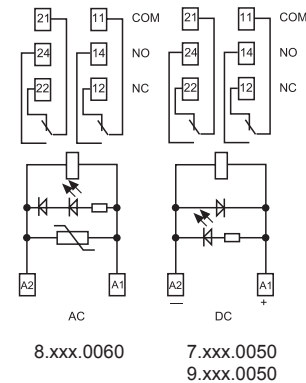 21 11 COM 21 11 COM
24 14 NO 24 14 NO
22 12 NC 22 12 NC
A2 A1 A2 A1
— +
AC DC
8.xxx.0060 7.xxx.0050
9.xxx.0050